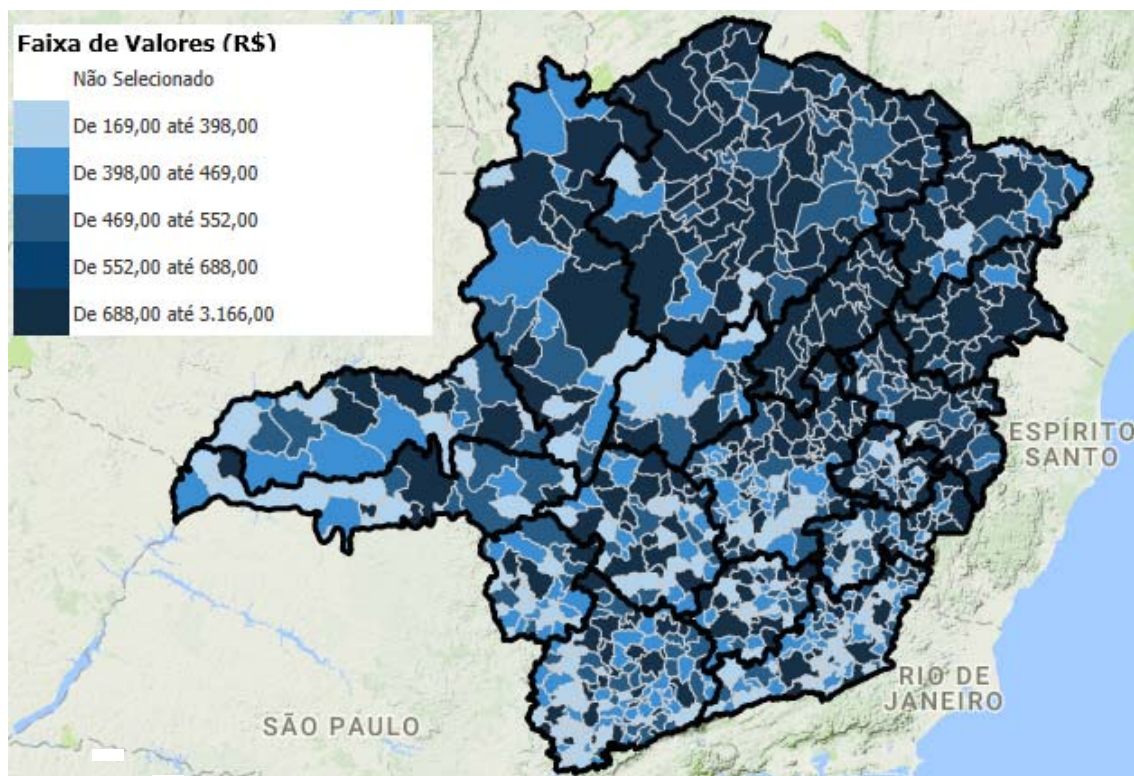 Faixa de Valores (R$)
Não Selecionado
De 169,00 até 398,00
De 398,00 até 469,00
De 469,00 até 552,00
De 552,00 até 688,00
De 688,00 até 3.166,00
ESPÍRITO
SANTO
RIO DE
JANEIRO
SÃO PAULO